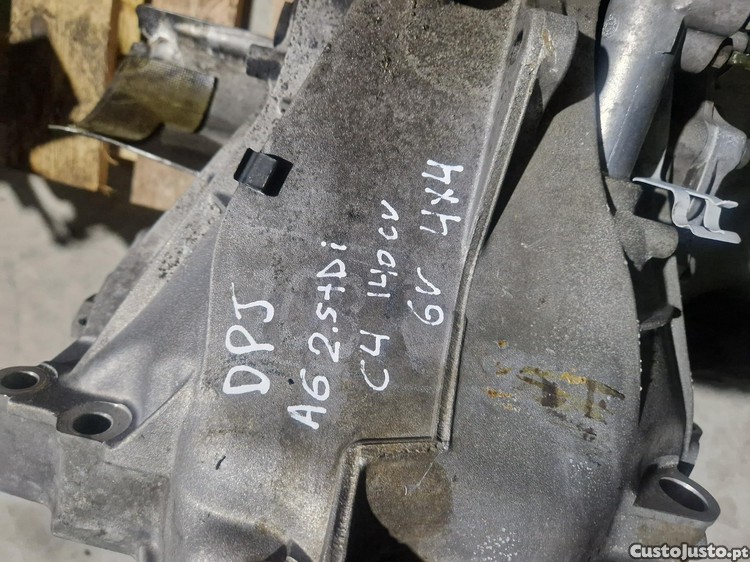 DPJ
A6 2.5tDi
C4 140cv
6v 4x4
CustoJusto.pt